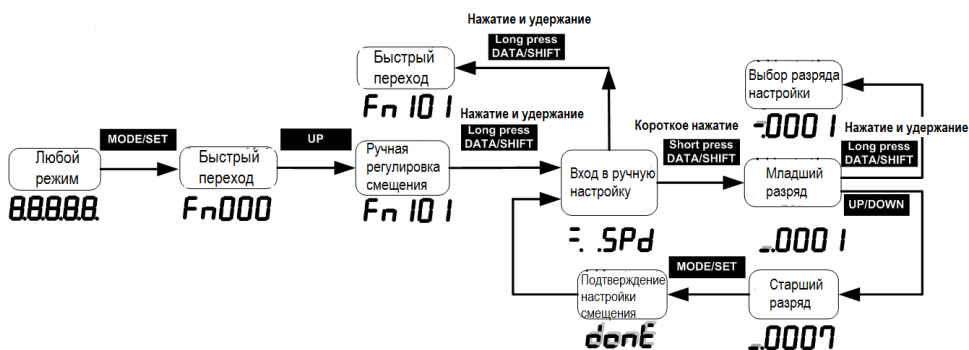 Нажатие и удержание
Long press
DATA/SHIFT
Быстрый
переход
Fn 101
Выбор разряда
настройки
-.0001
MODE/SET
UP
Нажатие и удержание
Long press
DATA/SHIFT
Короткое нажатие
Short press
DATA/SHIFT
Нажатие и удержание
Long press
DATA/SHIFT
Любой
режим
8.8.8.8.8.
Быстрый
переход
Fn000
Ручная
регулировка
смещения
Fn 101
Вход в ручную
настройку
.SPd
Младший
разряд
_.0001
UP/DOWN
MODE/SET
Подтверждение
настройки
смещения
donE
Старший
разряд
_.0007